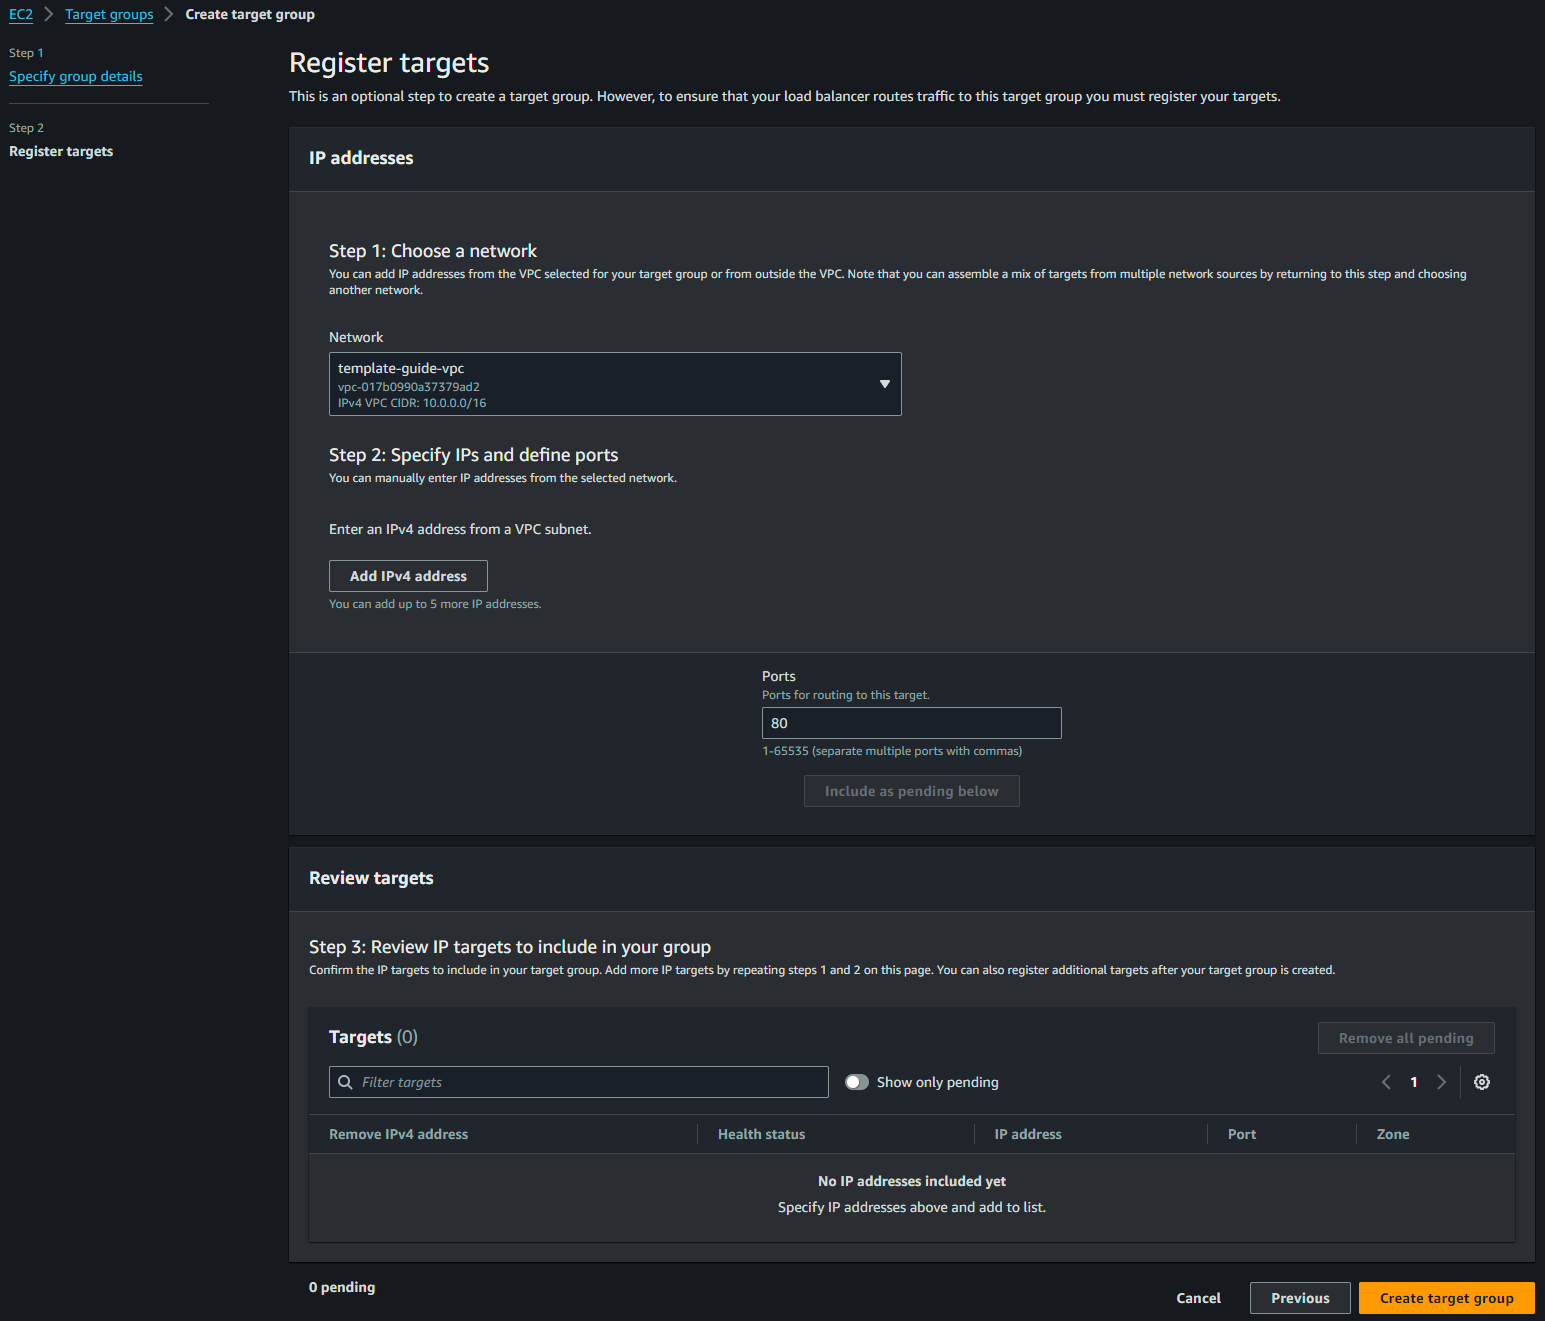 EC2 > Target groups > Create target group
Step 1
Specify group details
Step 2
Register targets
Register targets
This is an optional step to create a target group. However, to ensure that your load balancer routes traffic to this target group you must register your targets.
IP addresses
Step 1: Choose a network
You can add IP addresses from the VPC selected for your target group or from outside the VPC. Note that you can assemble a mix of targets from multiple network sources by returning to this step and choosing
another network.
Network
template-guide-vpc
vpc-017b0990a37379ad2
IPv4 VPC CIDR: 10.0.0.0/16
Step 2: Specify IPs and define ports
You can manually enter IP addresses from the selected network.
Enter an IPv4 address from a VPC subnet.
Add IPv4 address
You can add up to 5 more IP addresses.
Ports
Ports for routing to this target.
80
1-65535 (separate multiple ports with commas)
Include as pending below
Review targets
Step 3: Review IP targets to include in your group
Confirm the IP targets to include in your target group. Add more IP targets by repeating steps 1 and 2 on this page. You can also register additional targets after your target group is created.
Targets (0)
Remove all pending
Filter targets
Show only pending
1
Remove IPv4 address Health status IP address Port Zone
No IP addresses included yet
Specify IP addresses above and add to list.
0 pending
Cancel Previous Create target group